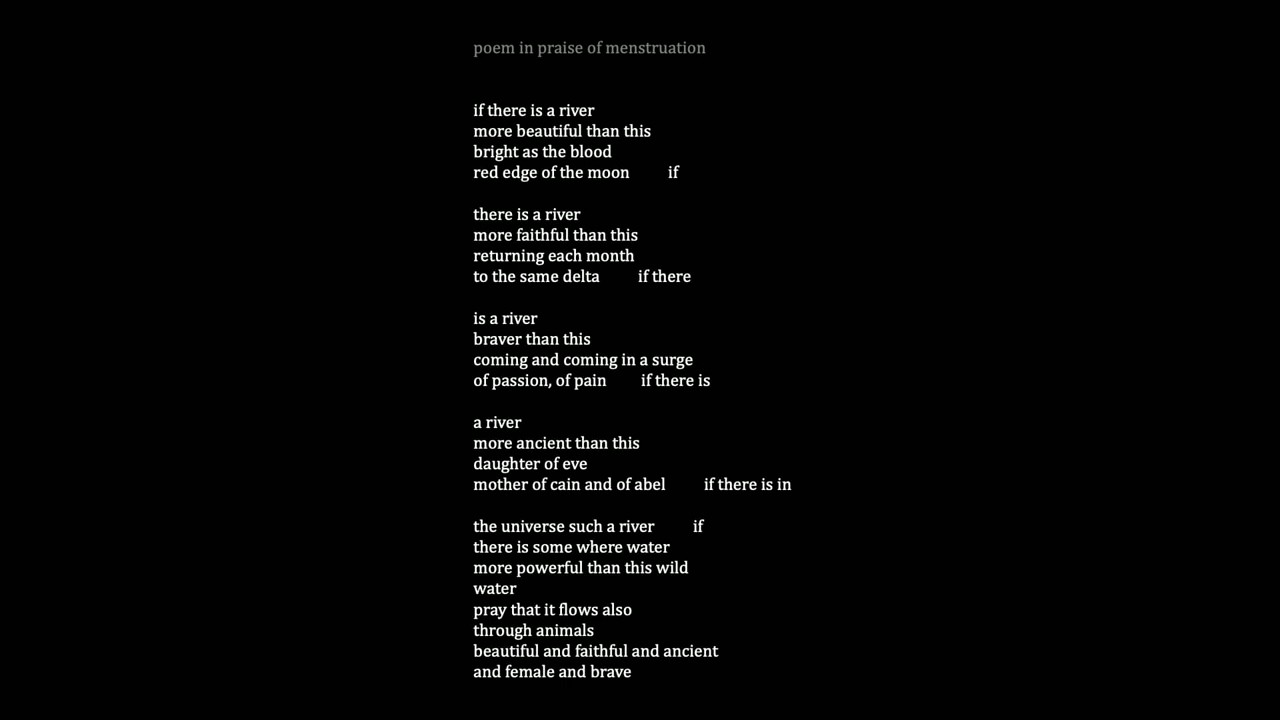 poem in praise of menstruation
if there is a river
more beautiful than this
bright as the blood
red edge of the moon if
there is a river
more faithful than this
returning each month
to the same delta if there
is a river
braver than this
coming and coming in a surge
of passion, of pain if there is
a river
more ancient than this
daughter of eve
mother of cain and of abel if there is in
the universe such a river if
there is some where water
more powerful than this wild
water
pray that it flows also
through animals
beautiful and faithful and ancient
and female and brave